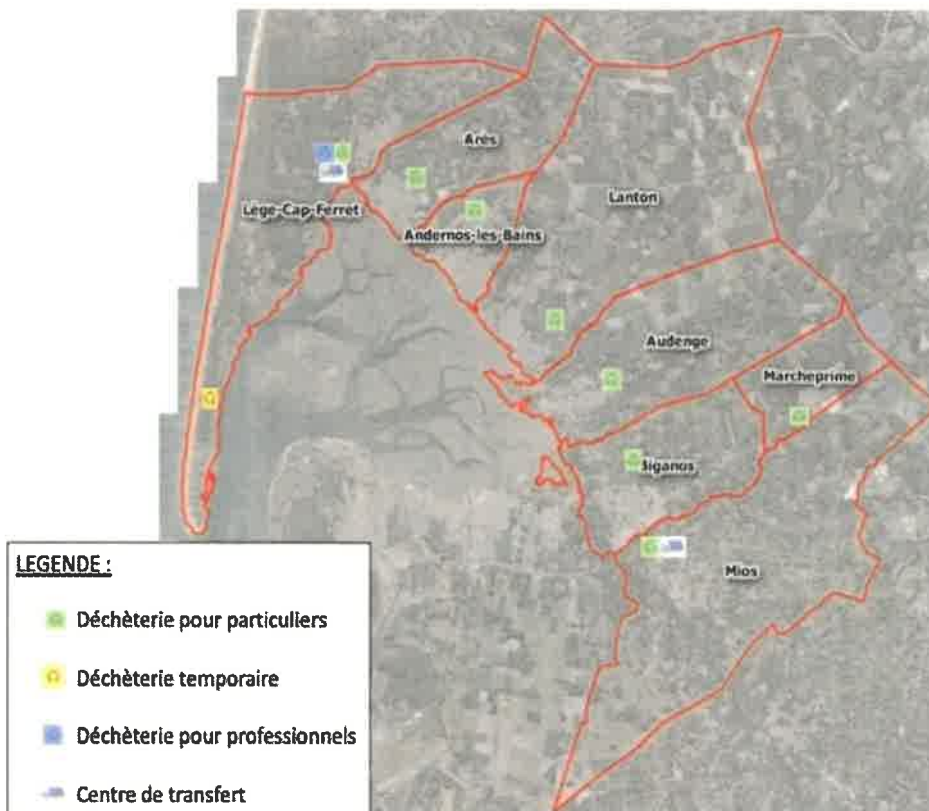 Arès
Lanton
Lège-Cap-Ferret
Andernos-les-Bains
Audenge
Marcheprime
Biganos
Mios
LEGENDE :
Déchèterie pour particuliers
Déchèterie temporaire
Déchèterie pour professionnels
Centre de transfert